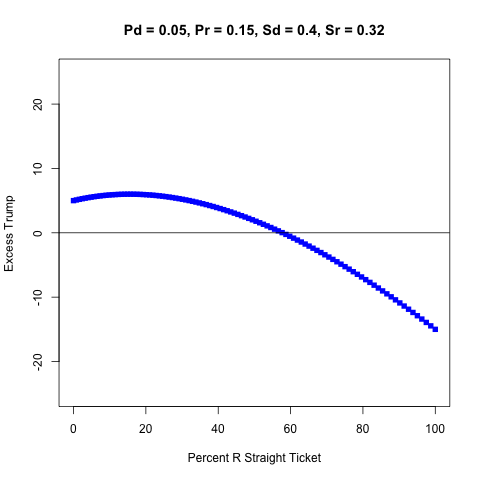 Pd = 0.05, Pr = 0.15, Sd = 0.4, Sr = 0.32
Excess Trump
20
10
0
-10
-20
0 20 40 60 80 100
Percent R Straight Ticket